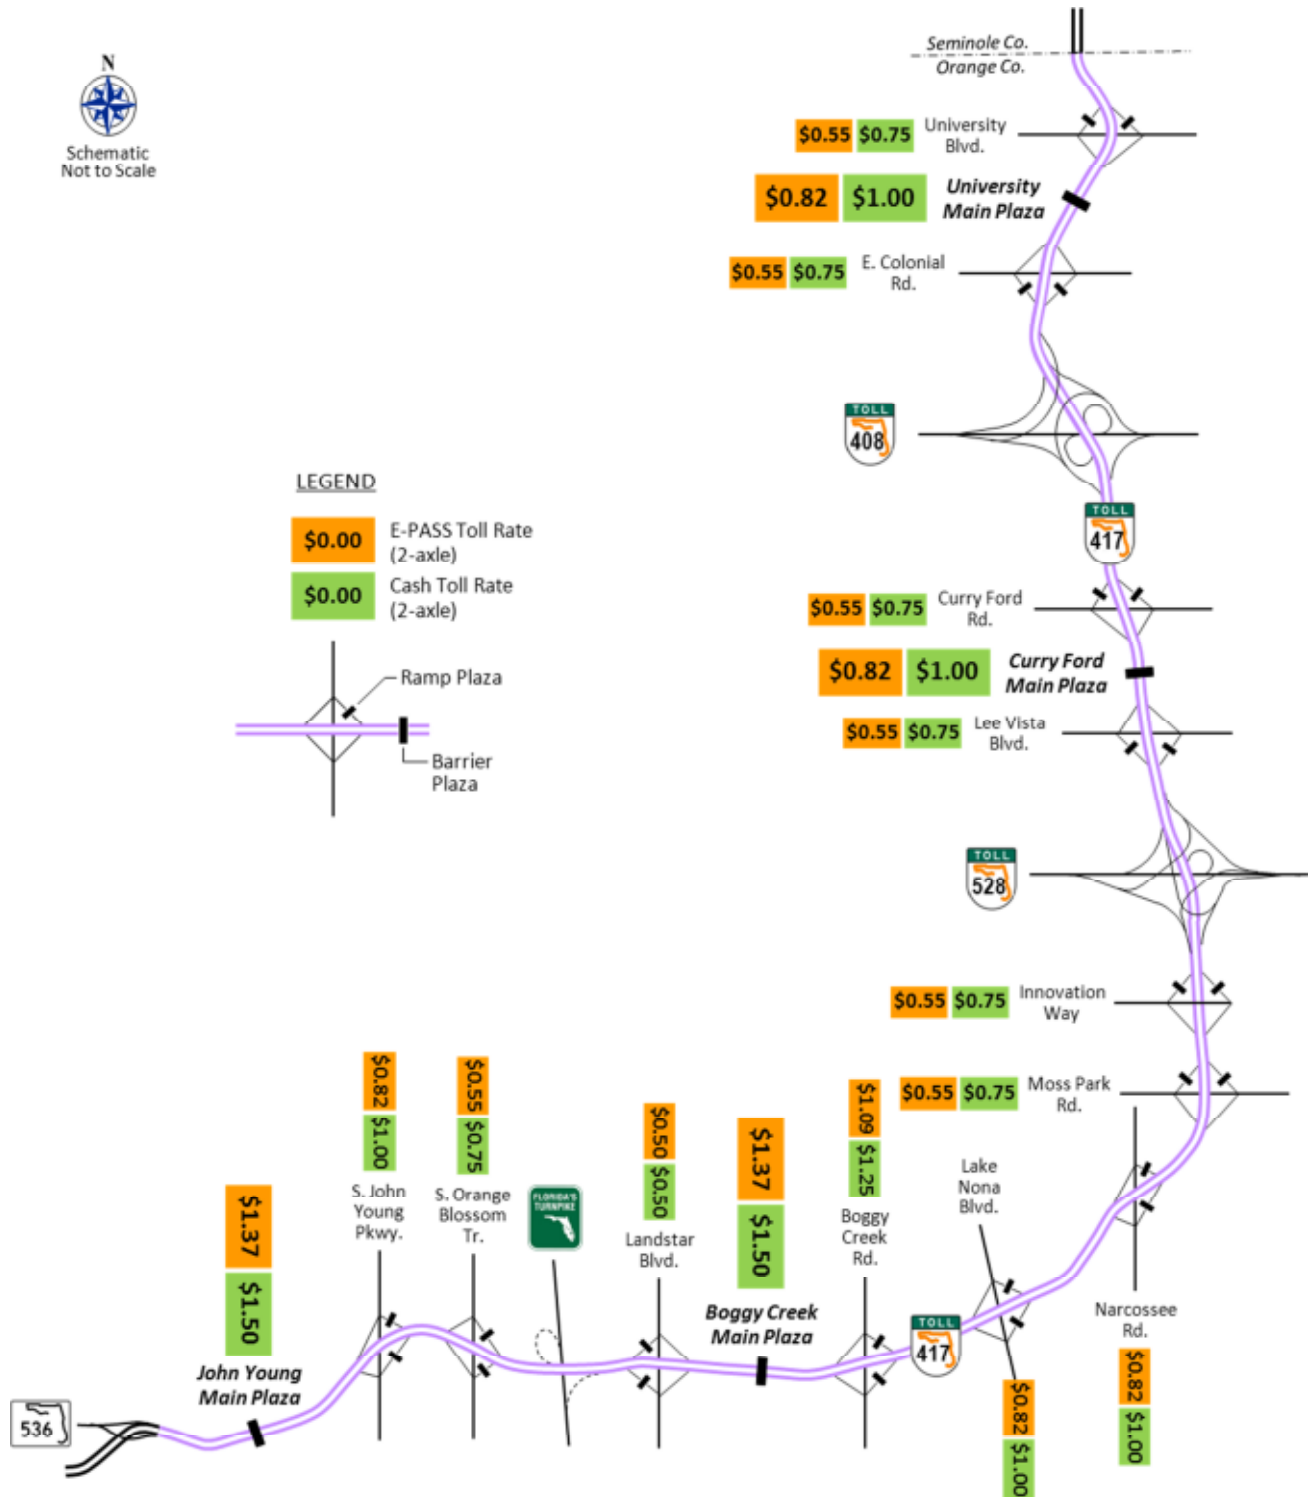 Seminole Co.
Orange Co.
N
Schematic
Not to Scale
$0.55 $0.75 University
Blvd.
$0.82 $1.00 University
Main Plaza
$0.55 $0.75 E. Colonial
Rd.
TOLL
408
LEGEND
$0.00 E-PASS Toll Rate
(2-axle)
$0.00 Cash Toll Rate
(2-axle)
Ramp Plaza
Barrier
Plaza
TOLL
417
$0.55 $0.75 Curry Ford
Rd.
$0.82 $1.00 Curry Ford
Main Plaza
$0.55 $0.75 Lee Vista
Blvd.
TOLL
528
$0.55 $0.75 Innovation
Way
$0.55 $0.75 Moss Park
Rd.
$1.37 $1.50
John Young
Main Plaza
$0.82 $1.00
S. John
Young
Pkwy.
$0.55 $0.75
S. Orange
Blossom
Tr.
FLORIDA'S
TURNPIKE
$0.50 $0.50
Landstar
Blvd.
$1.37 $1.50
Boggy Creek
Main Plaza
$1.09 $1.25
Boggy
Creek
Rd.
TOLL
417
Lake
Nona
Blvd.
$0.82 $1.00
Narcossee
Rd.
$0.82 $1.00
536